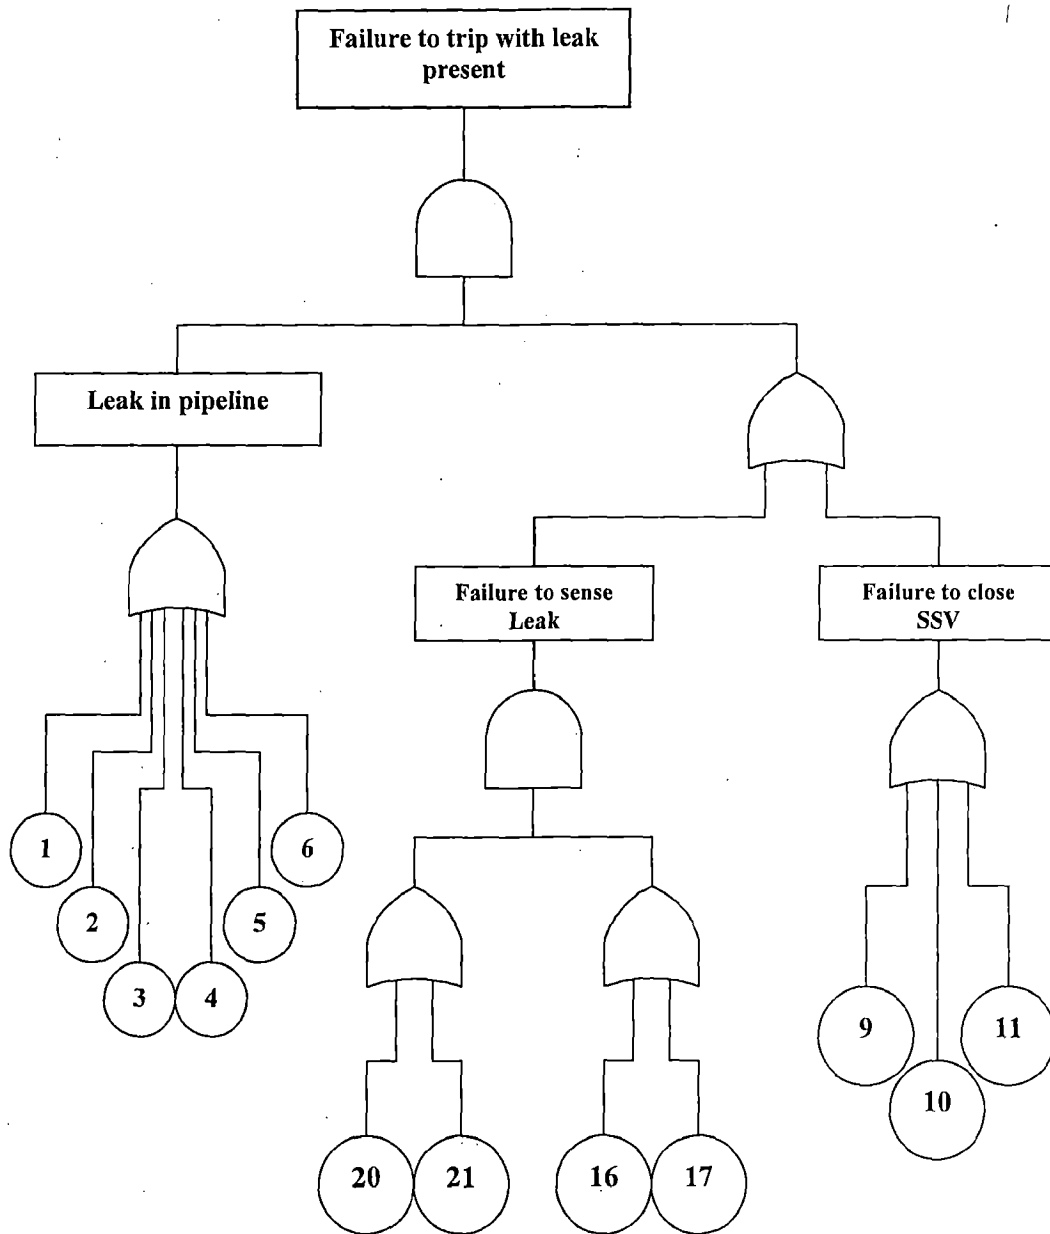 Failure to trip with leak
present
Leak in pipeline
Failure to sense
Leak
Failure to close
SSV
1
2
3
4
5
6
9
10
11
20
21
16
17